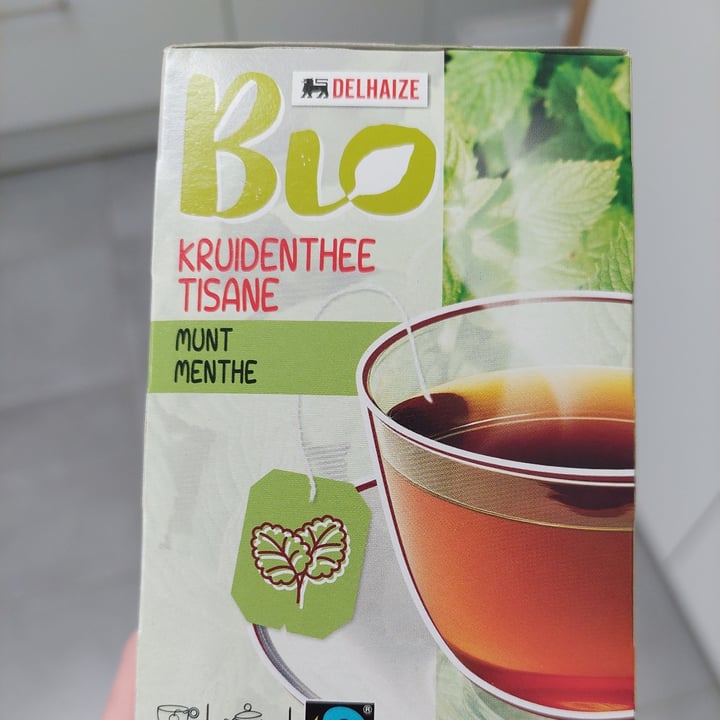 DELHAIZE
Bio
KRUIDENTHEE
TISANE
MUNT
MENTHE
®